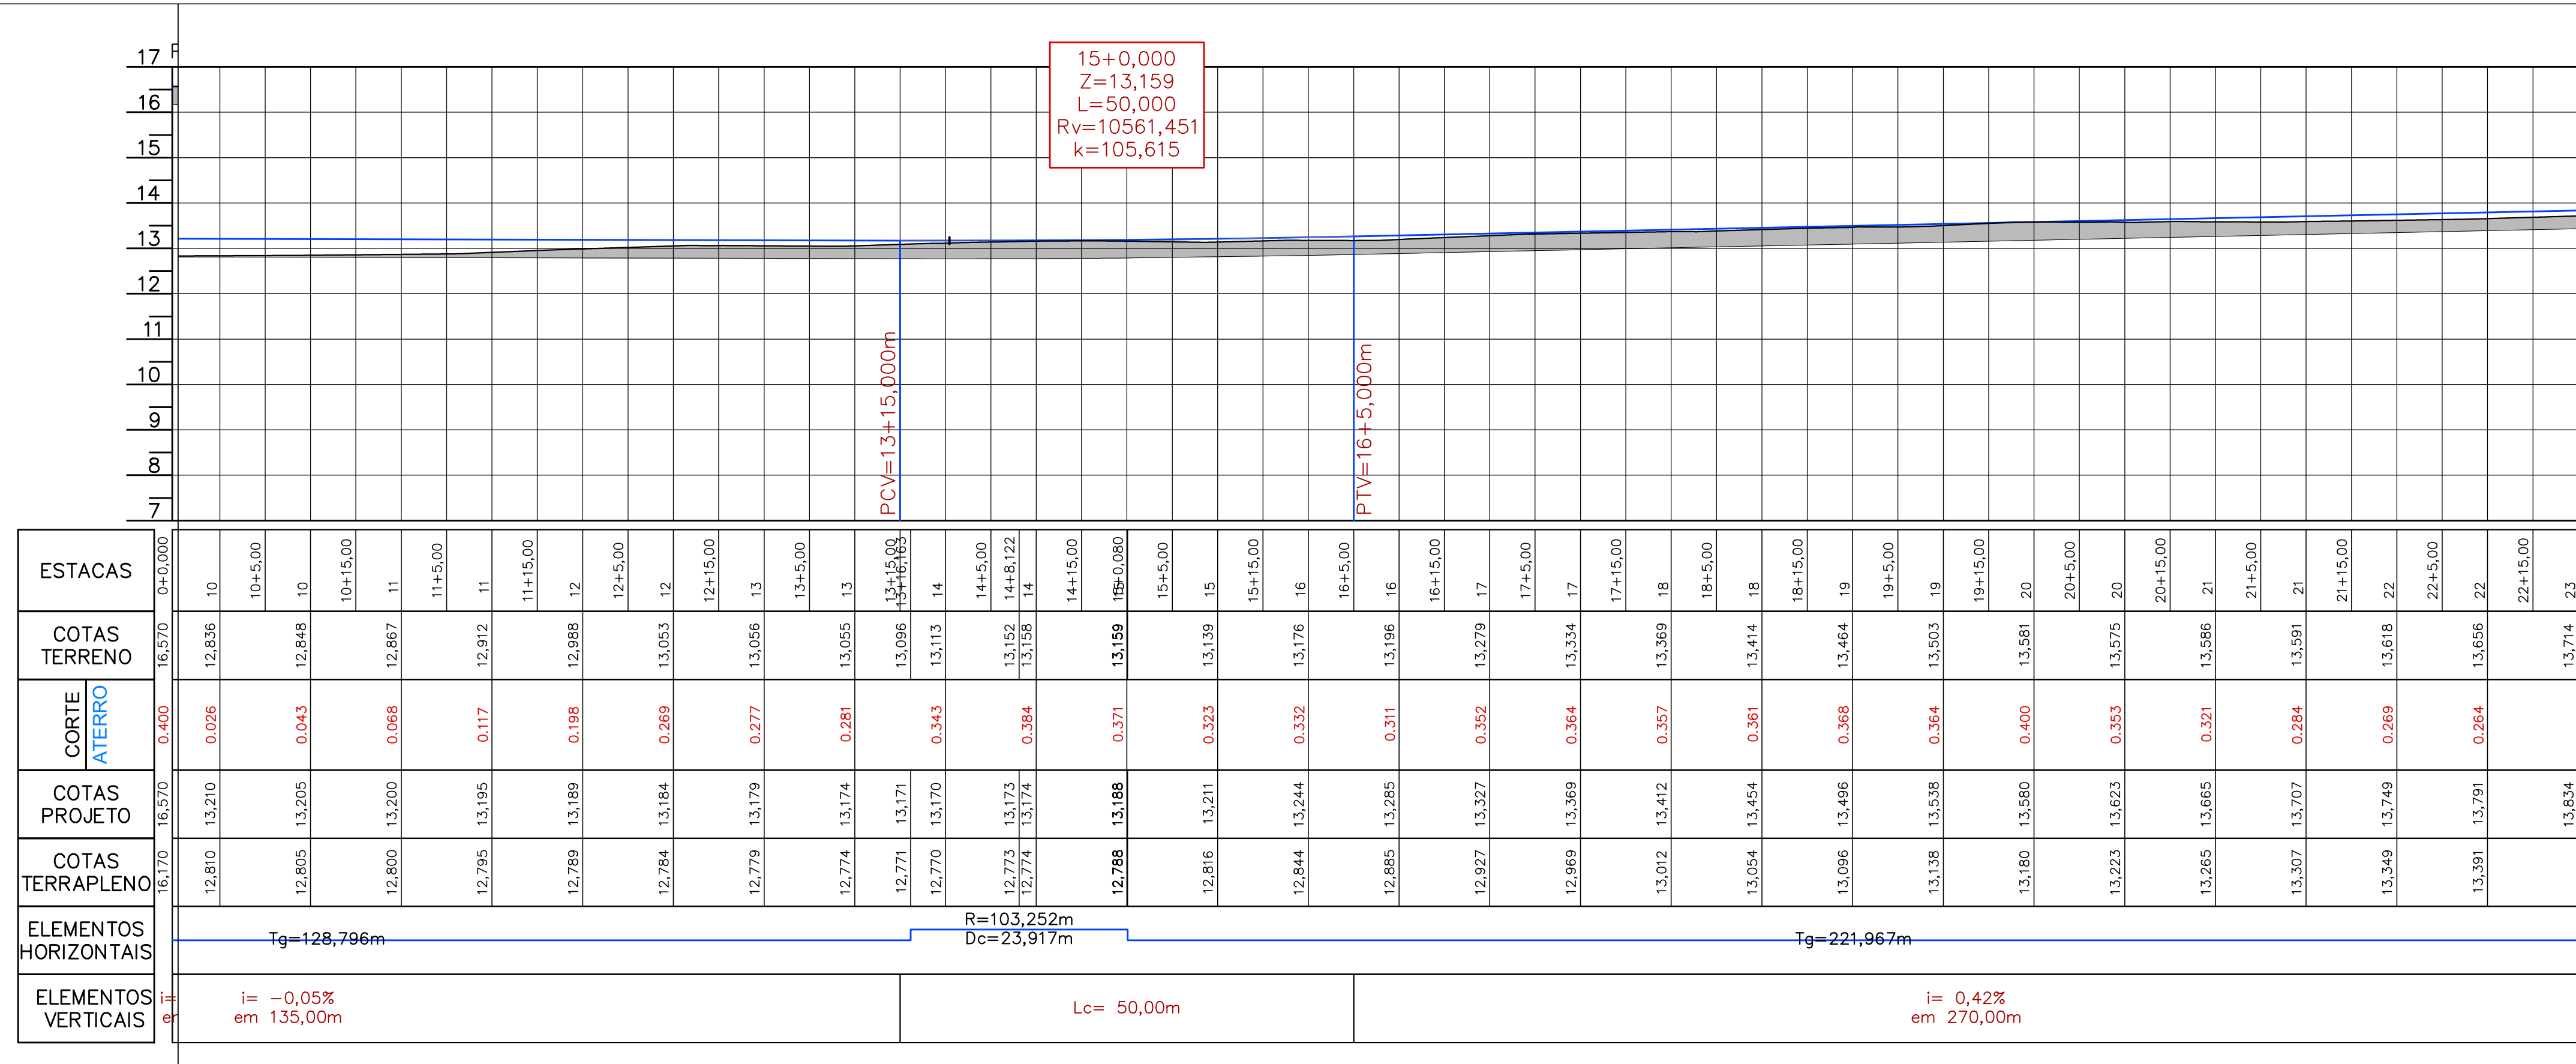 17
16
15
14
13
12
11
10
9
8
7
15+0,000
Z=13,159
L=50,000
Rv=10561,451
k=105,615
PCV=13+15,000m
PTV=16+5,000m
ESTACAS
0+0,000 10 10+5,00 10 10+15,00 11 11+5,00 11 11+15,00 12 12+5,00 12 12+15,00 13 13+5,00 13 13+15,00 13+16,163 14 14+5,00 14+8,122 14 14+15,00 15+0,080 15+5,00 15 15+15,00 16 16+5,00 16 16+15,00 17 17+5,00 17 17+15,00 18 18+5,00 18 18+15,00 19 19+5,00 19 19+15,00 20 20+5,00 20 20+15,00 21 21+5,00 21 21+15,00 22 22+5,00 22 22+15,00 23
COTAS
TERRENO
16,570 12,836 12,848 12,867 12,912 12,988 13,053 13,056 13,055 13,096 13,113 13,152 13,158 13,159 13,139 13,176 13,196 13,279 13,334 13,369 13,414 13,464 13,503 13,581 13,575 13,586 13,591 13,618 13,656 13,714
CORTE
ATERRO
0.400 0.026 0.043 0.068 0.117 0.198 0.269 0.277 0.281 0.343 0.384 0.371 0.323 0.332 0.311 0.352 0.364 0.357 0.361 0.368 0.364 0.400 0.353 0.321 0.284 0.269 0.264
COTAS
PROJETO
16,570 13,210 13,205 13,200 13,195 13,189 13,184 13,179 13,174 13,171 13,170 13,173 13,174 13,188 13,211 13,244 13,285 13,327 13,369 13,412 13,454 13,496 13,538 13,580 13,623 13,665 13,707 13,749 13,791 13,834
COTAS
TERRAPLENO
16,170 12,810 12,805 12,800 12,795 12,789 12,784 12,779 12,774 12,771 12,770 12,773 12,774 12,788 12,816 12,844 12,885 12,927 12,969 13,012 13,054 13,096 13,138 13,180 13,223 13,265 13,307 13,349 13,391
ELEMENTOS
HORIZONTAIS
Tg=128,796m
R=103,252m
Dc=23,917m
Tg=221,967m
ELEMENTOS
VERTICAIS
i=
i= -0,05%
em 135,00m
Lc= 50,00m
i= 0,42%
em 270,00m